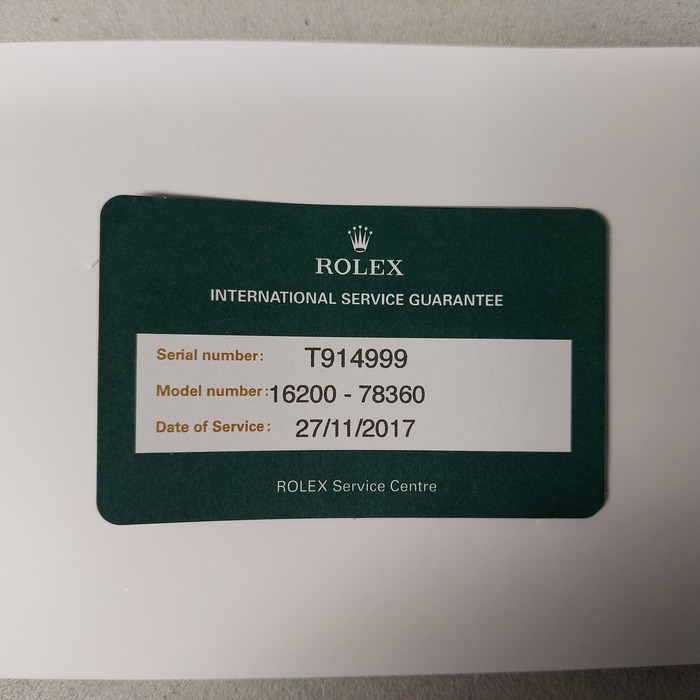 ROLEX
INTERNATIONAL SERVICE GUARANTEE
Serial number: T914999
Model number: 16200 - 78360
Date of Service: 27/11/2017
ROLEX Service Centre